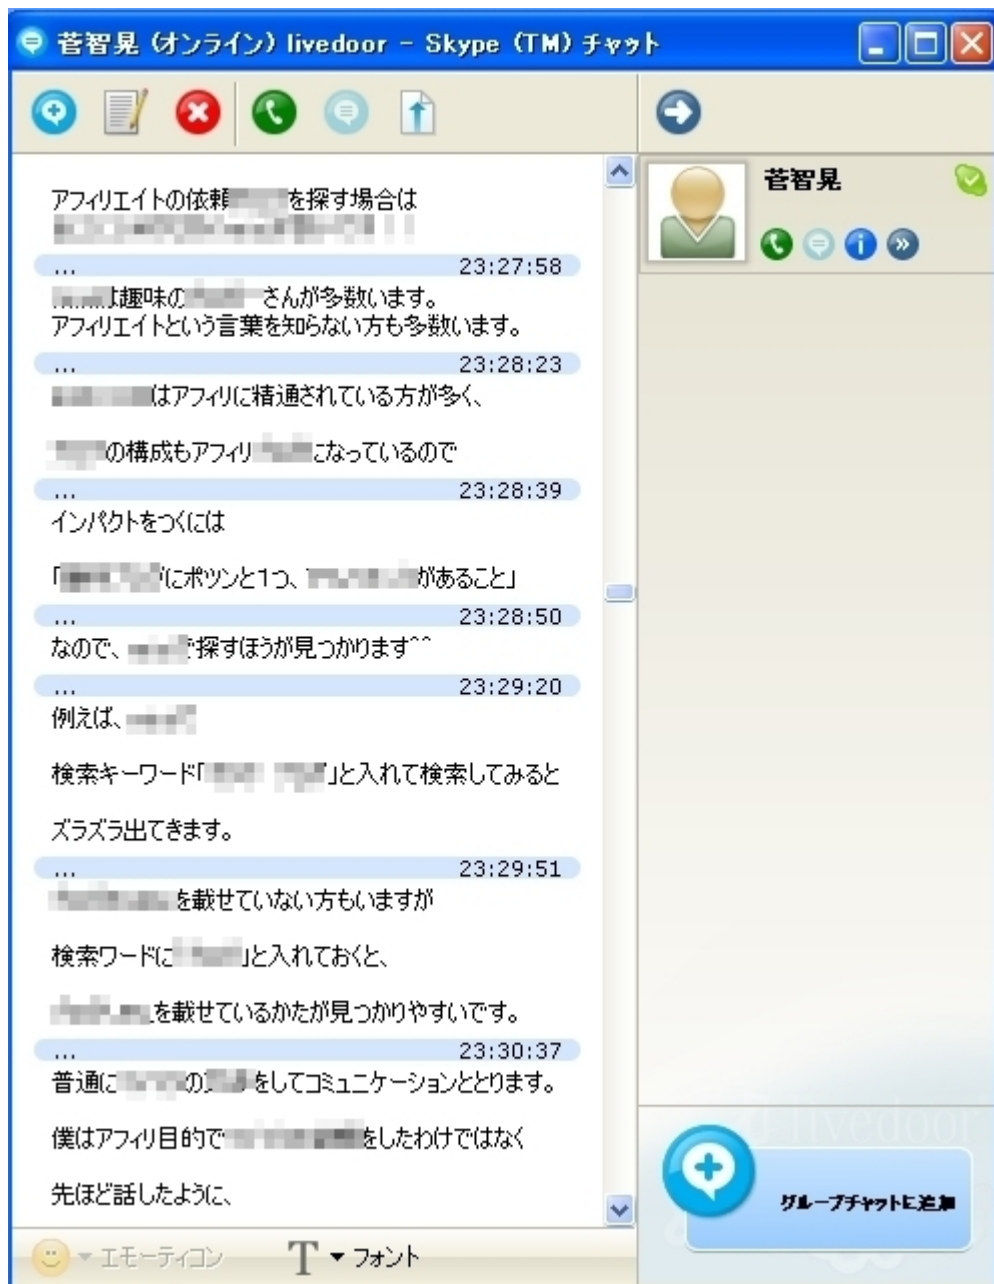 菅智晃 (オンライン) livedoor - Skype (TM) チャット
菅智晃
アフィリエイトの依頼 を探す場合は
... 23:27:58
は趣味の さんが多数います。
アフィリエイトという言葉を知らない方も多数います。
... 23:28:23
はアフィリに精通されている方が多く、
の構成もアフィリ になっているので
... 23:28:39
インパクトをつくには
「 にポツンと1つ、 があること」
... 23:28:50
なので、 で探すほうが見つかります^^
... 23:29:20
例えば、
検索キーワード「 」と入れて検索してみると
ズラズラ出てきます。
... 23:29:51
を載せていない方もいますが
検索ワードに 」と入れておくと、
を載せているかたが見つかりやすいです。
... 23:30:37
普通に の をしてコミュニケーションととります。
僕はアフィリ目的で をしたわけではなく
先ほど話したように、
livedoor
グループチャットに追加
エモーティコン
T フォント